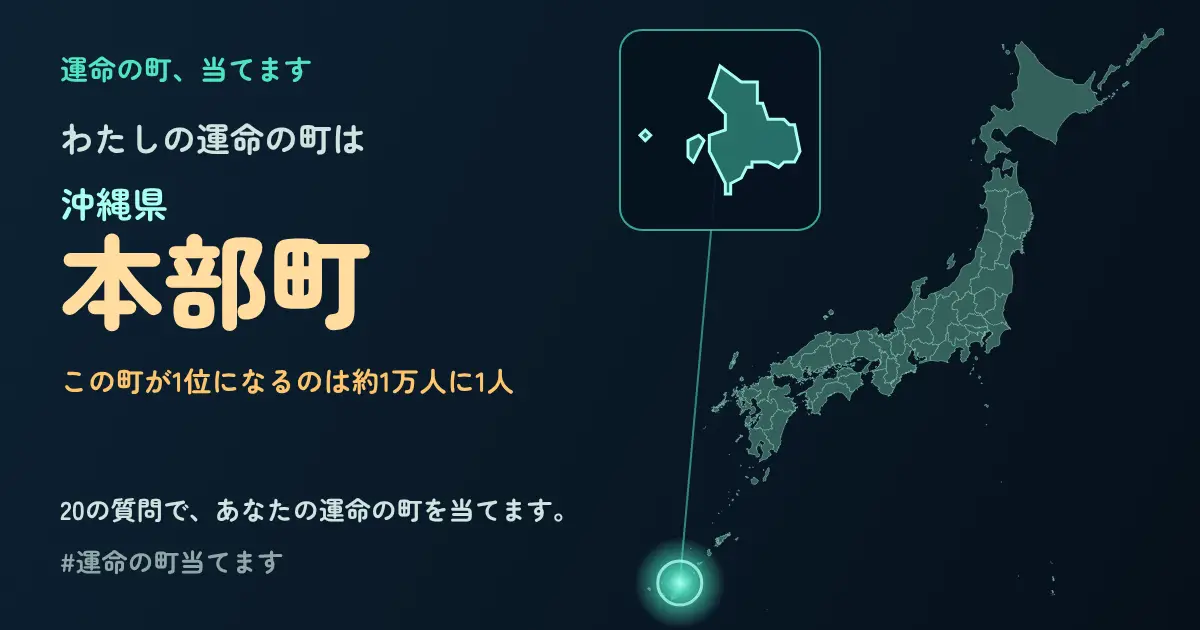 運命の町、当てます
わたしの運命の町は
沖縄県
本部町
この町が1位になるのは約1万人に1人
20の質問で、あなたの運命の町を当てます。
#運命の町当てます